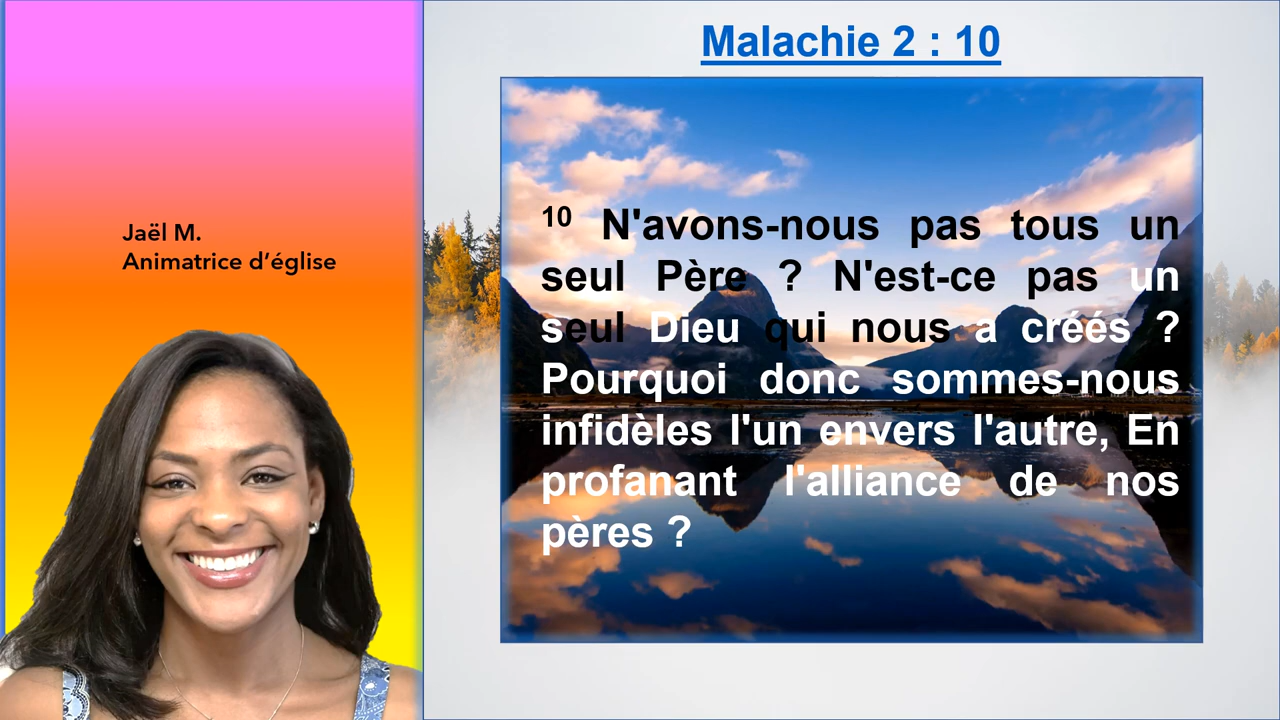 Malachie 2 : 10
Jaël M.
Animatrice d’église
10 N'avons-nous pas tous un
seul Père ? N'est-ce pas un
seul Dieu qui nous a créés ?
Pourquoi donc sommes-nous
infidèles l'un envers l'autre, En
profanant l'alliance de nos
pères ?